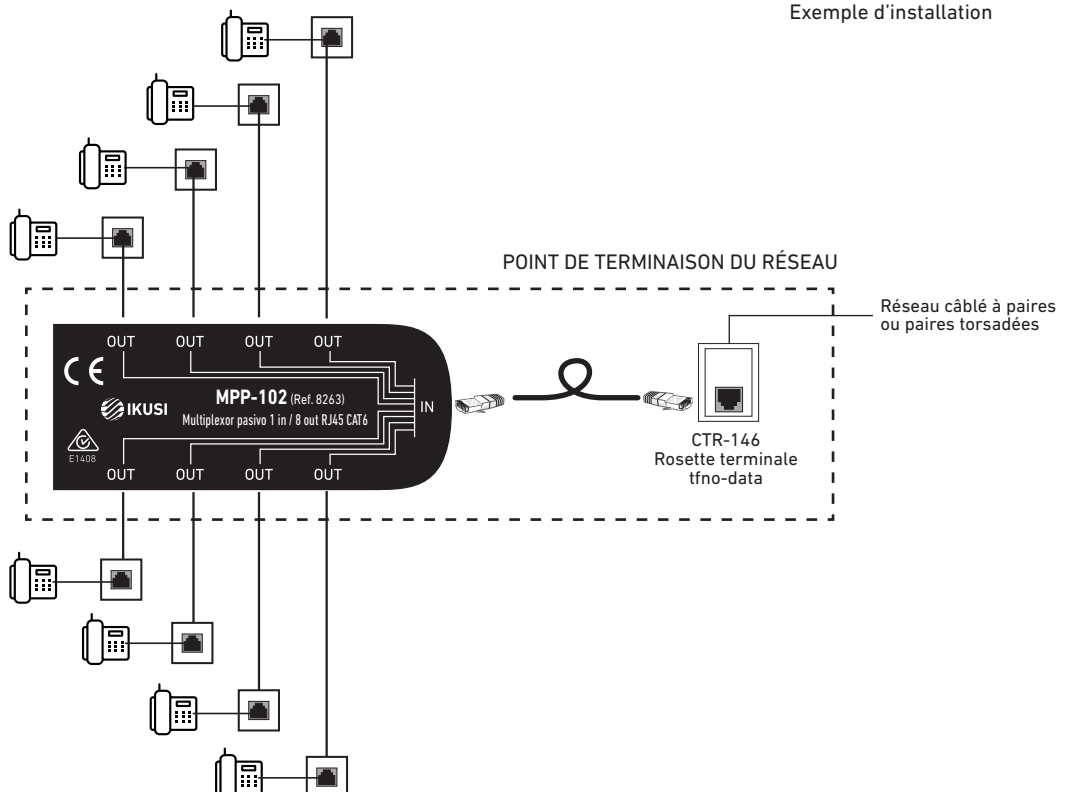 Exemple d'installation
POINT DE TERMINAISON DU RÉSEAU
Réseau câblé à paires
ou paires torsadées
OUT OUT OUT OUT
CE
MPP-102 (Ref. 8263)
IKUSI
Multiplexor pasivo 1 in / 8 out RJ45 CAT6
IN
E1408
OUT OUT OUT OUT
CTR-146
Rosette terminale
tfno-data